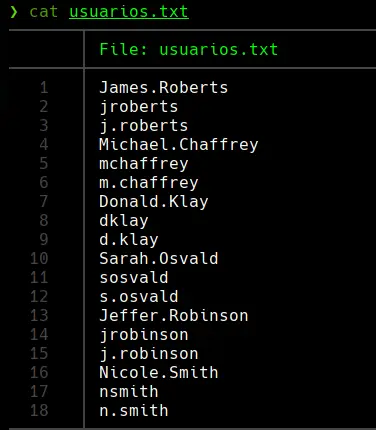 ❯ cat usuarios.txt
File: usuarios.txt
1 James.Roberts
2 jroberts
3 j.roberts
4 Michael.Chaffrey
5 mchaffrey
6 m.chaffrey
7 Donald.Klay
8 dklay
9 d.klay
10 Sarah.Osvald
11 sosvald
12 s.osvald
13 Jeffer.Robinson
14 jrobinson
15 j.robinson
16 Nicole.Smith
17 nsmith
18 n.smith